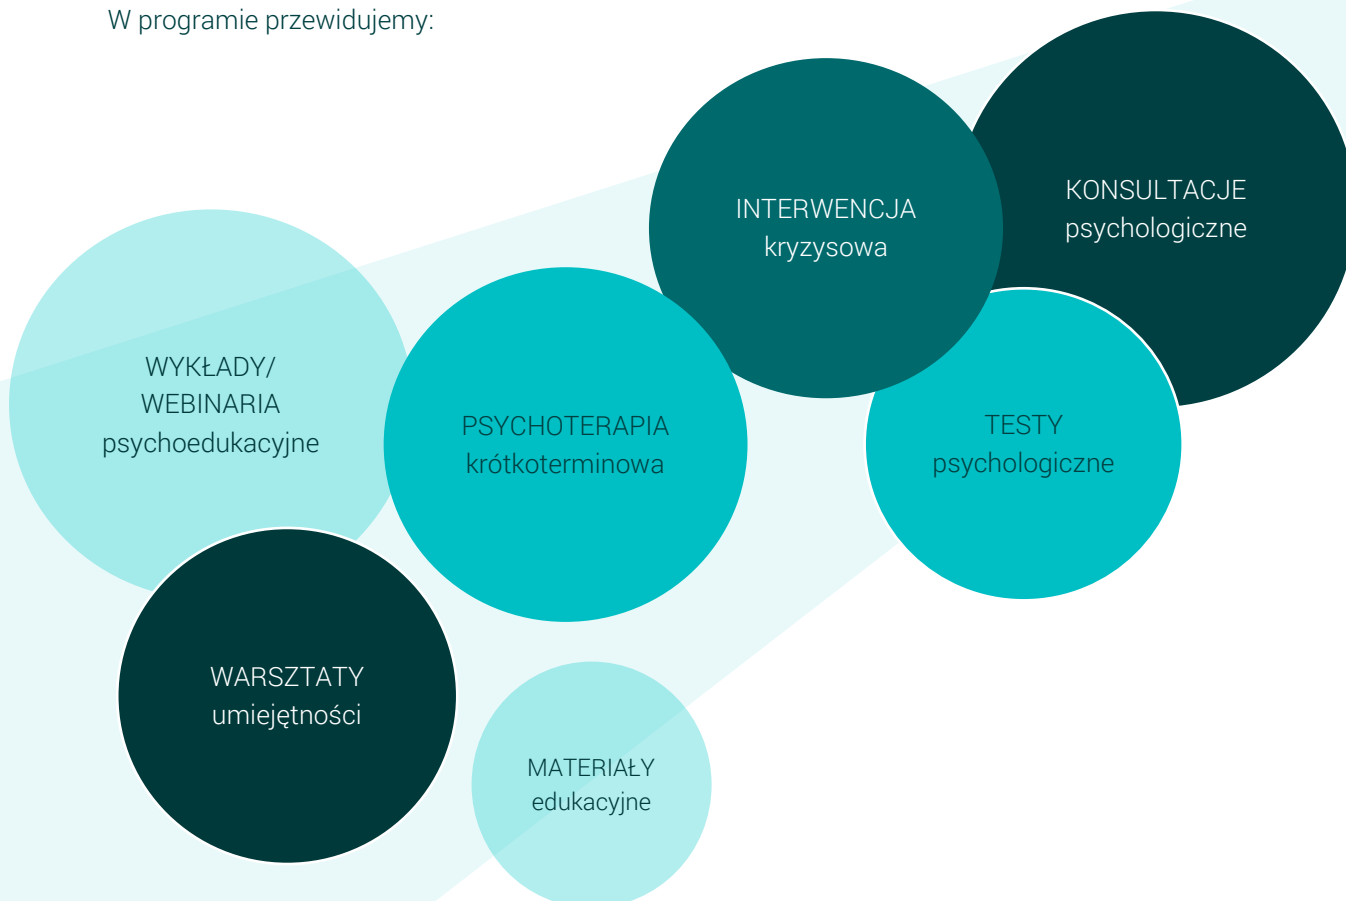 W programie przewidujemy:
INTERWENCJA
kryzysowa
KONSULTACJE
psychologiczne
WYKŁADY/
WEBINARIA
psychoedukacyjne
PSYCHOTERAPIA
krótkoterminowa
TESTY
psychologiczne
WARSZTATY
umiejętności
MATERIAŁY
edukacyjne